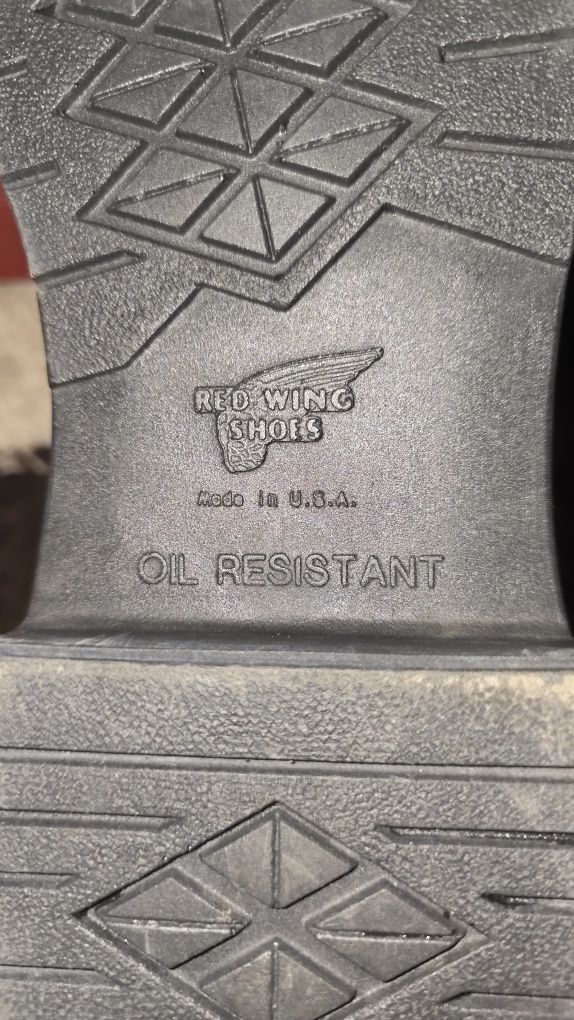 RED WING
SHOES
Made in U.S.A.
OIL RESISTANT